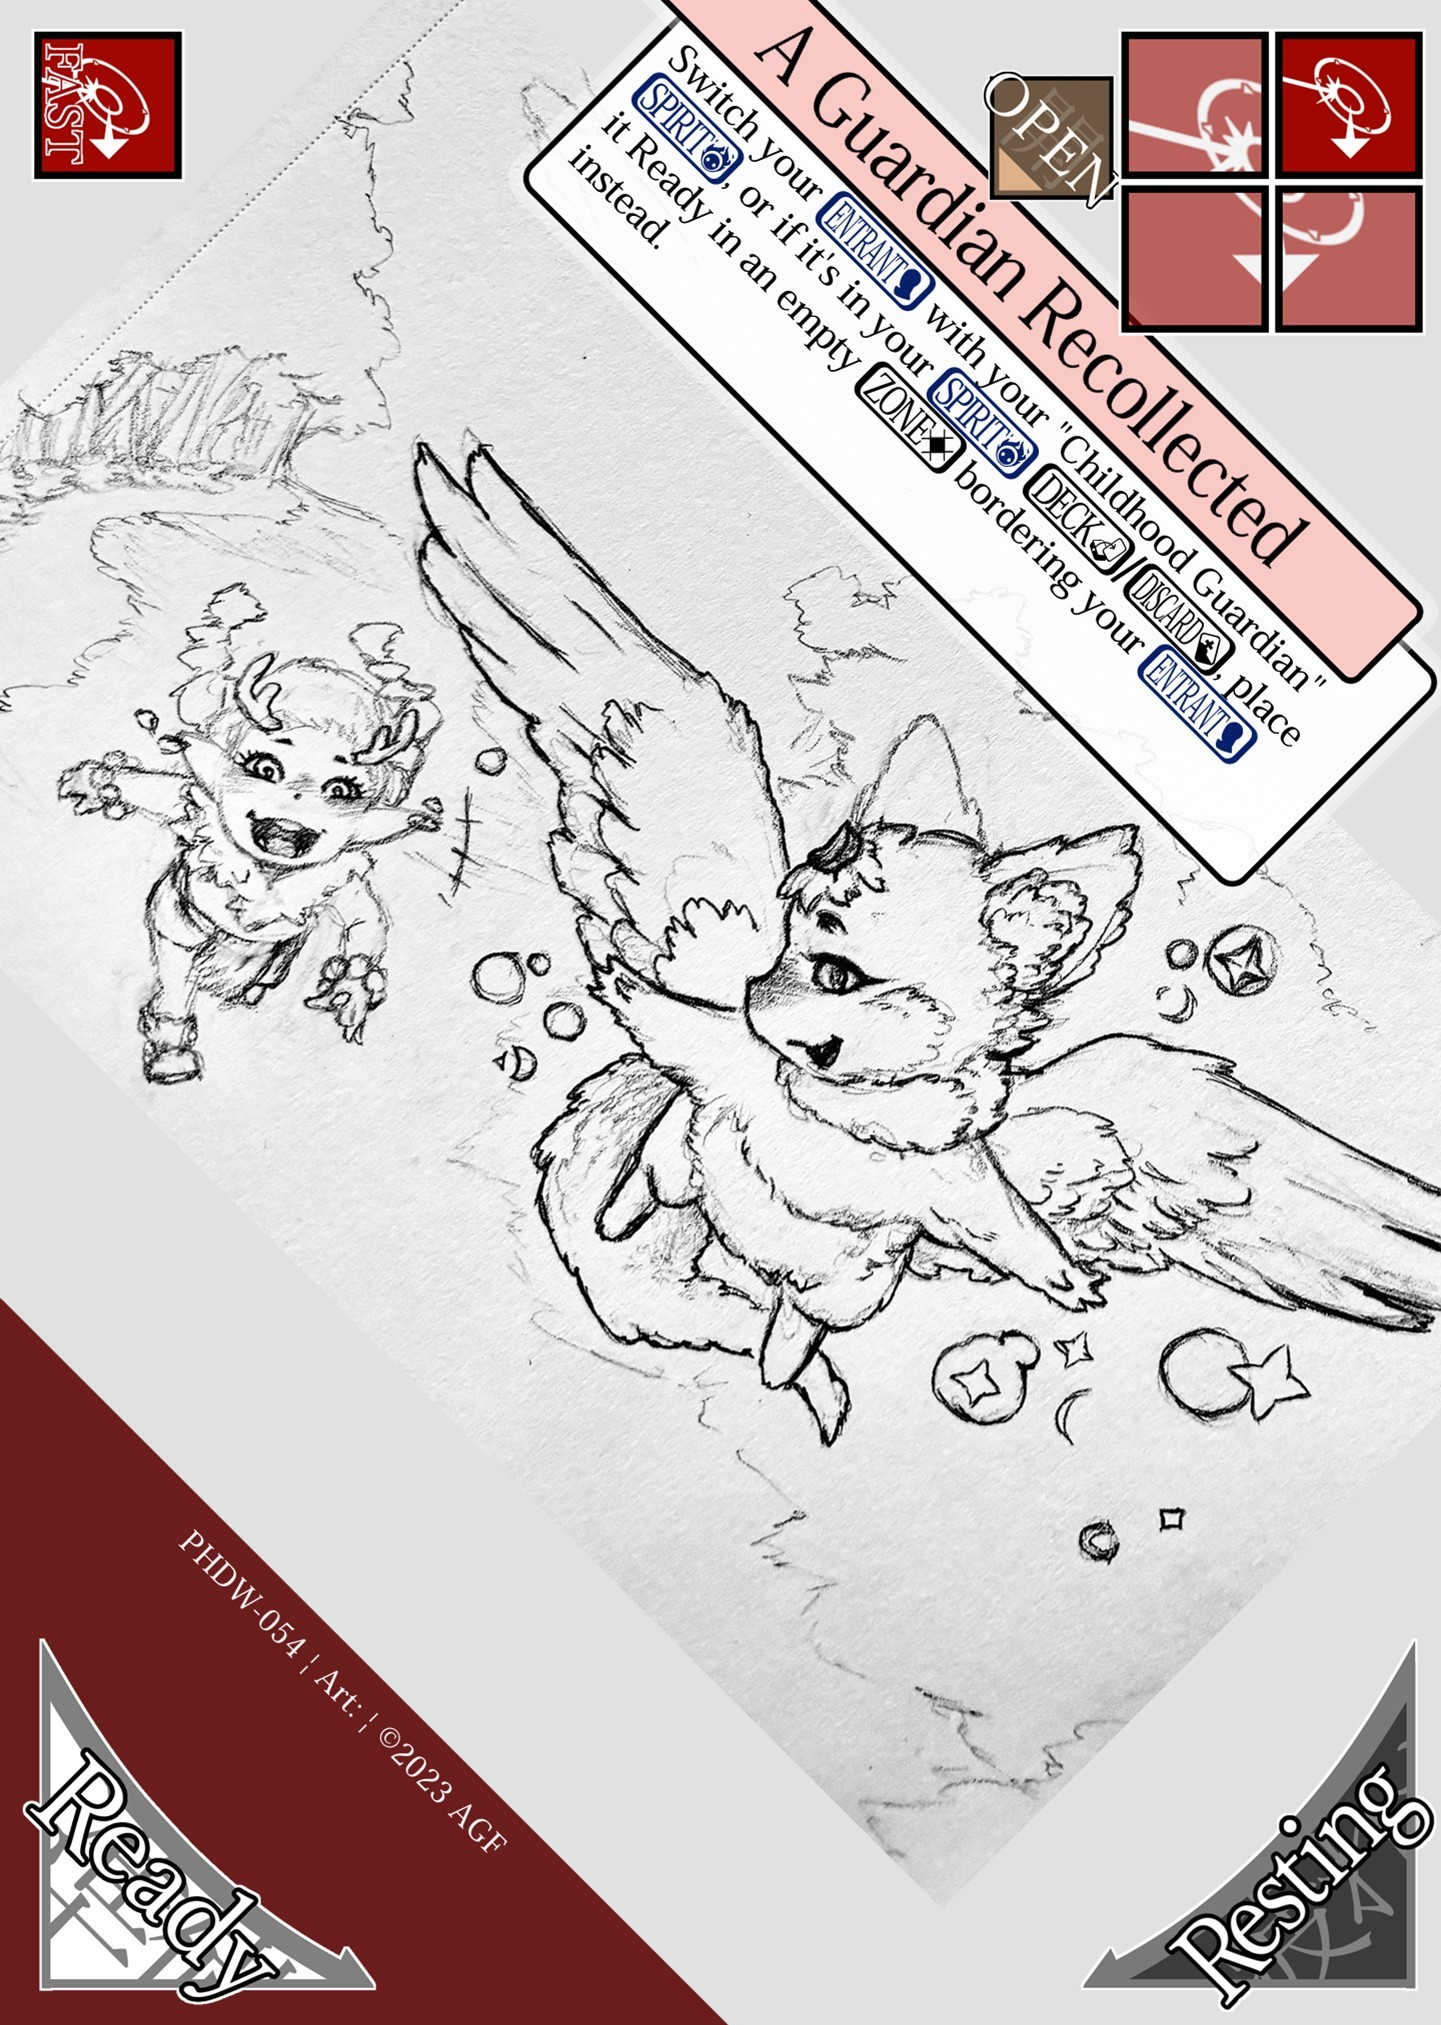 FAST
A Guardian Recollected
OPEN
Switch your ENTRANT with your "Childhood Guardian"
SPIRIT, or if it's in your SPIRIT DECK/DISCARD, place
it Ready in an empty ZONE bordering your ENTRANT
instead.
PHDW-054 ¦ Art: ¦ ©2023 AGF
Ready
Resting